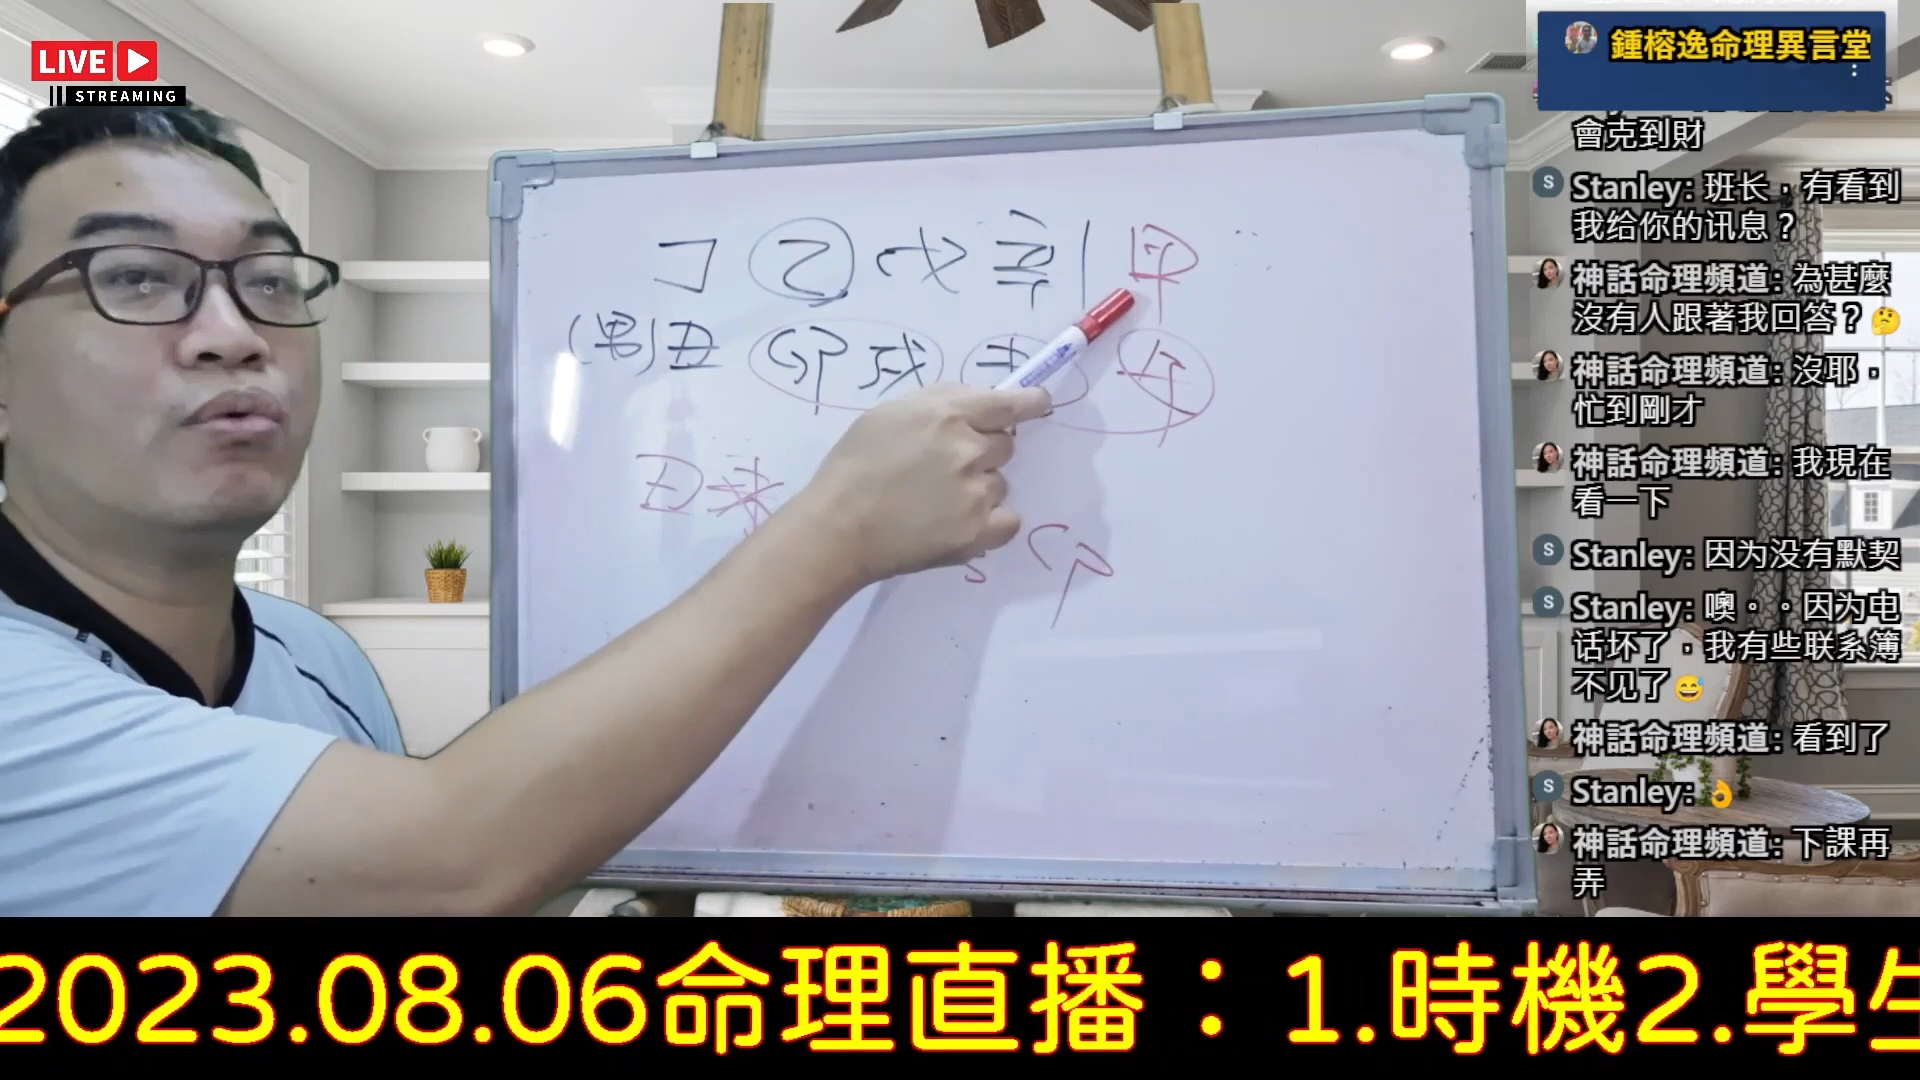 LIVE
STREAMING
鍾榕逸命理異言堂
會克到財
Stanley: 班长·有看到
我给你的讯息？
神話命理頻道: 為甚麼
沒有人跟著我回答？🤔
神話命理頻道: 沒耶·
忙到剛才
神話命理頻道: 我現在
看一下
Stanley: 因为没有默契
Stanley: 噢··因为电
话坏了·我有些联系簿
不见了😅
神話命理頻道: 看到了
Stanley: 👌
神話命理頻道: 下課再
弄
乙戊辛甲
(男)丑卯戌丑午
丑未
卯
2023.08.06命理直播：1.時機2.學生